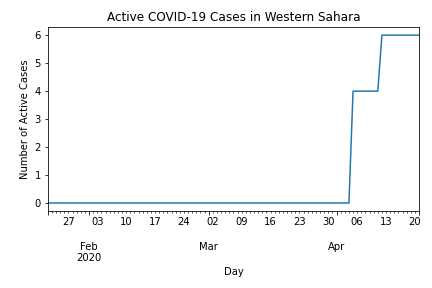 Active COVID-19 Cases in Western Sahara
Number of Active Cases
6
5
4
3
2
1
0
27 03 10 17 24 02 09 16 23 30 06 13 20
Feb Mar Apr
2020
Day